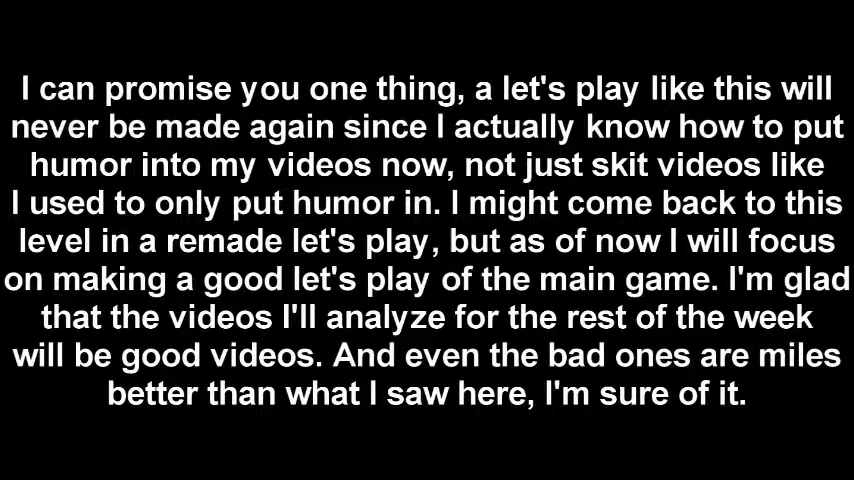 I can promise you one thing, a let's play like this will
never be made again since I actually know how to put
humor into my videos now, not just skit videos like
I used to only put humor in. I might come back to this
level in a remade let's play, but as of now I will focus
on making a good let's play of the main game. I'm glad
that the videos I'll analyze for the rest of the week
will be good videos. And even the bad ones are miles
better than what I saw here, I'm sure of it.